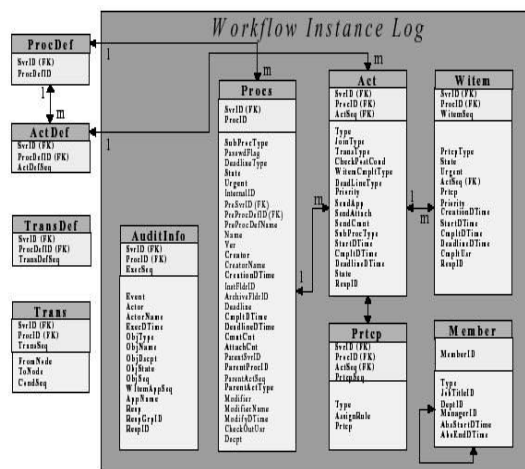 Workflow Instance Log
ProcDef
SvrID (FK)
ProcDefID
1
m
1
m
ActDef
SvrID (FK)
ProcDefID (FK)
ActDefSeq
1
m
TransDef
SvrID (FK)
ProcDefID (FK)
TransDefSeq
Trans
SvrID (FK)
ProcID (FK)
TransSeq
FromNode
ToNode
CondSeq
AuditInfo
SvrID (FK)
ProcID (FK)
ExecSeq
Event
Actor
ActorName
ExecDTime
ObjType
ObjName
ObjDscpt
ObjState
ObjSeq
WItemAppSeq
AppName
Resp
RespGrpID
RespID
Procs
SvrID (FK)
ProcID
SubProcType
PasswdFlag
DeadlineType
State
Urgent
InternalID
PreSvrID (FK)
PreProcDefID (FK)
PreProcDefName
Name
Ver
Creator
CreatorName
CreationDTime
InstFldrID
ArchiveFldrID
Deadline
CmpltDTime
DeadlineDTime
CmntCnt
AttachCnt
ParentSvrID
ParentProcID
ParentActSeq
ParentActType
Modifier
ModifierName
ModifyDTime
CheckOutUsr
Dscpt
m
1
Act
SvrID (FK)
ProcID (FK)
ActSeq (FK)
Type
JoinType
TransType
CheckPostCond
WitemCmpltType
DeadLineType
Priority
SendApp
SendAttach
SendCmnt
SubProcType
StartDTime
CmpltDTime
DeadlineDTime
State
RespID
1
m
Witem
SvrID (FK)
ProcID (FK)
WitemSeq
PrtcpType
State
Urgent
ActSeq (FK)
Prtcp
Priority
CreationDTime
StartDTime
CmpltDTime
DeadlineDTime
CmpltUsr
RespID
Prtcp
SvrID (FK)
ProcID (FK)
ActSeq (FK)
PrtcpSeq
Type
AssignRule
Prtcp
Member
MemberID
Type
JobTitleID
DeptID
ManagerID
AbsStartDTime
AbsEndDTime